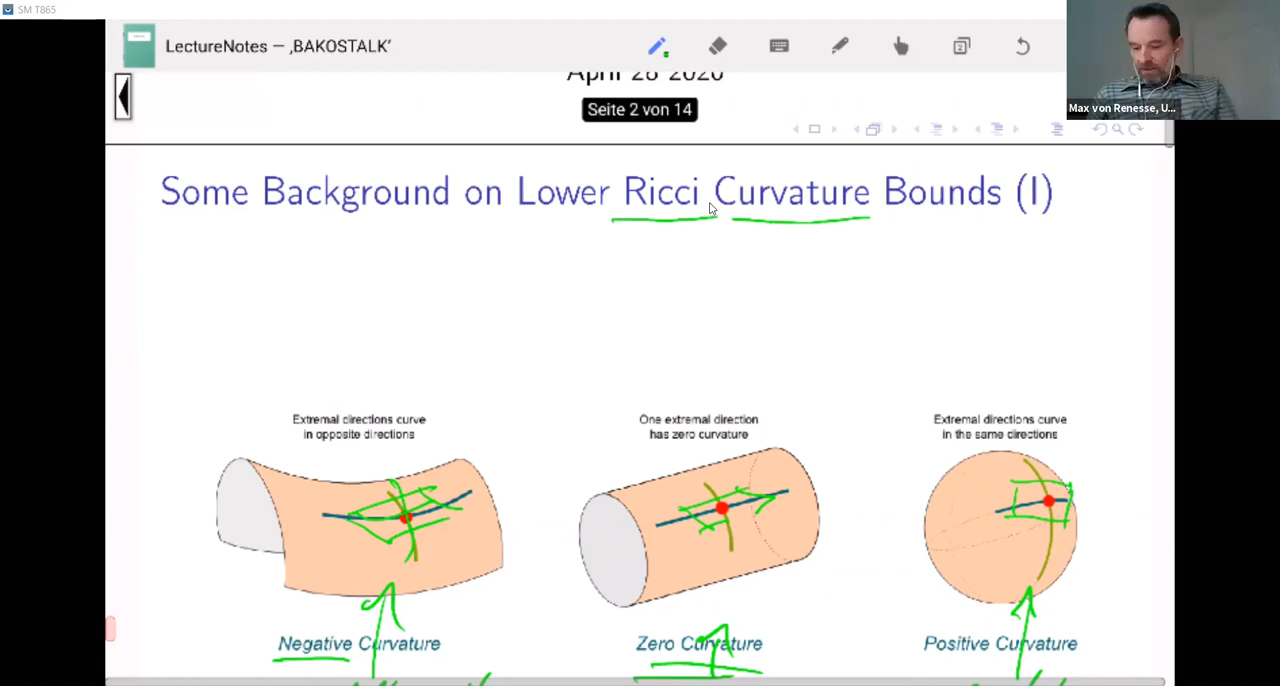 SM T865
LectureNotes – ‚BAKOSTALK‘
2
April 28 2020
Seite 2 von 14
Max von Renesse, U...
Some Background on Lower Ricci Curvature Bounds (I)
Extremal directions curve
in opposite directions
One extremal direction
has zero curvature
Extremal directions curve
in the same directions
Negative Curvature
Zero Curvature
Positive Curvature